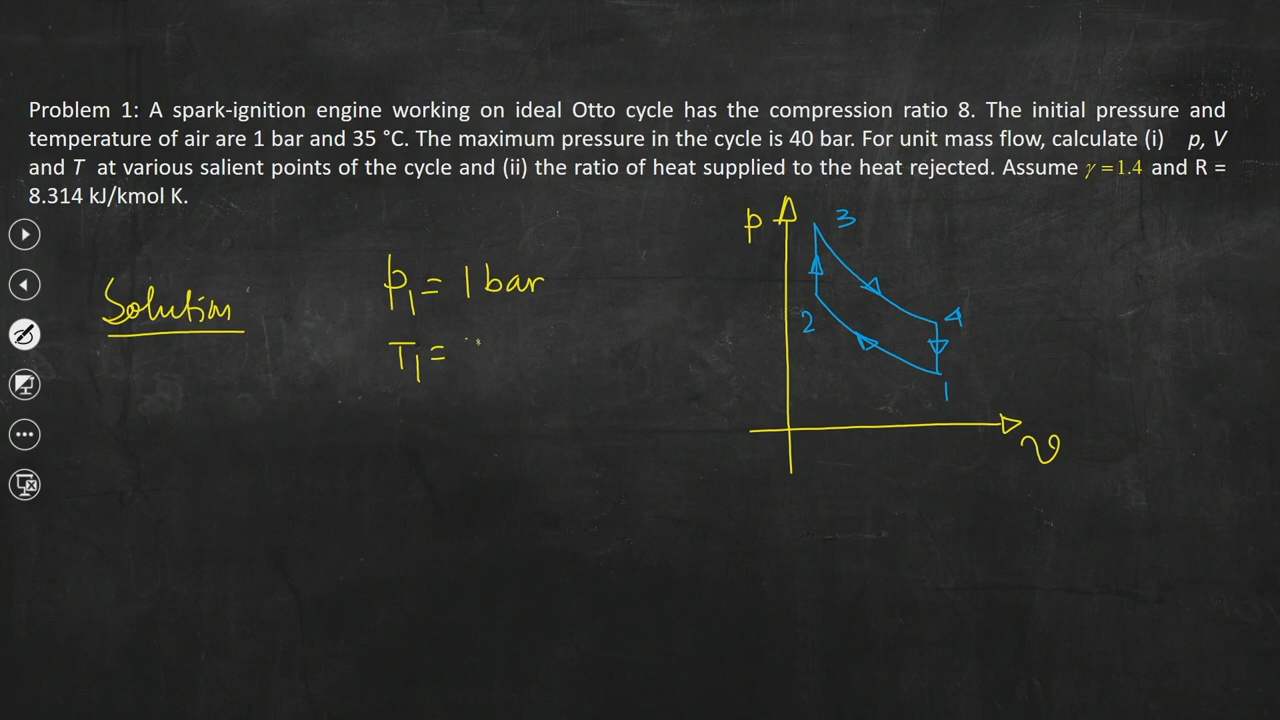 Problem 1: A spark-ignition engine working on ideal Otto cycle has the compression ratio 8. The initial pressure and
temperature of air are 1 bar and 35 °C. The maximum pressure in the cycle is 40 bar. For unit mass flow, calculate (i) p, V
and T at various salient points of the cycle and (ii) the ratio of heat supplied to the heat rejected. Assume γ = 1.4 and R =
8.314 kJ/kmol K.
Solution
p₁ = 1 bar
T₁ =
p
3
2
4
1
V